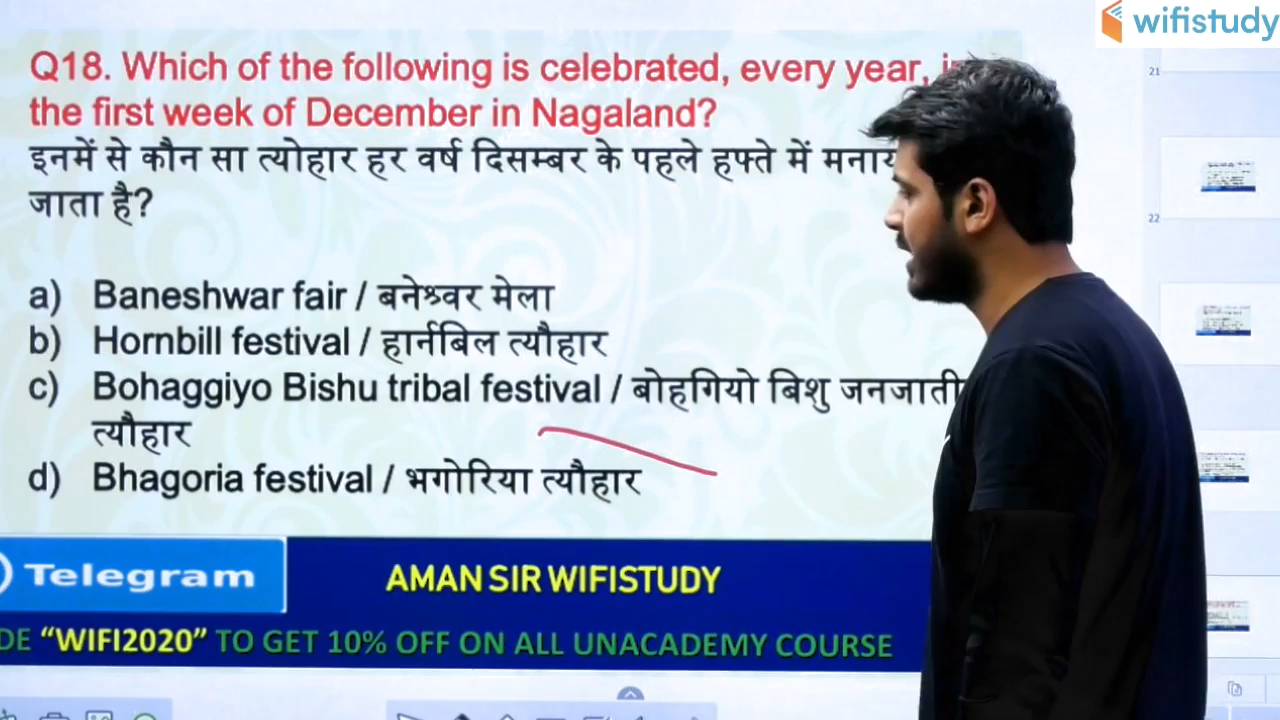 wifistudy
Q18. Which of the following is celebrated, every year,
the first week of December in Nagaland?
इनमें से कौन सा त्योहार हर वर्ष दिसम्बर के पहले हफ्ते में
जाता है?
a) Baneshwar fair / बनेश्वर मेला
b) Hornbill festival / हार्नबिल त्यौहार
c) Bohaggiyo Bishu tribal festival / बोहगियो बिशु जनजाती
त्यौहार
d) Bhagoria festival / भगोरिया त्यौहार
Telegram
AMAN SIR WIFISTUDY
“WIFI2020” TO GET 10% OFF ON ALL UNACADEMY COURSE
21
22